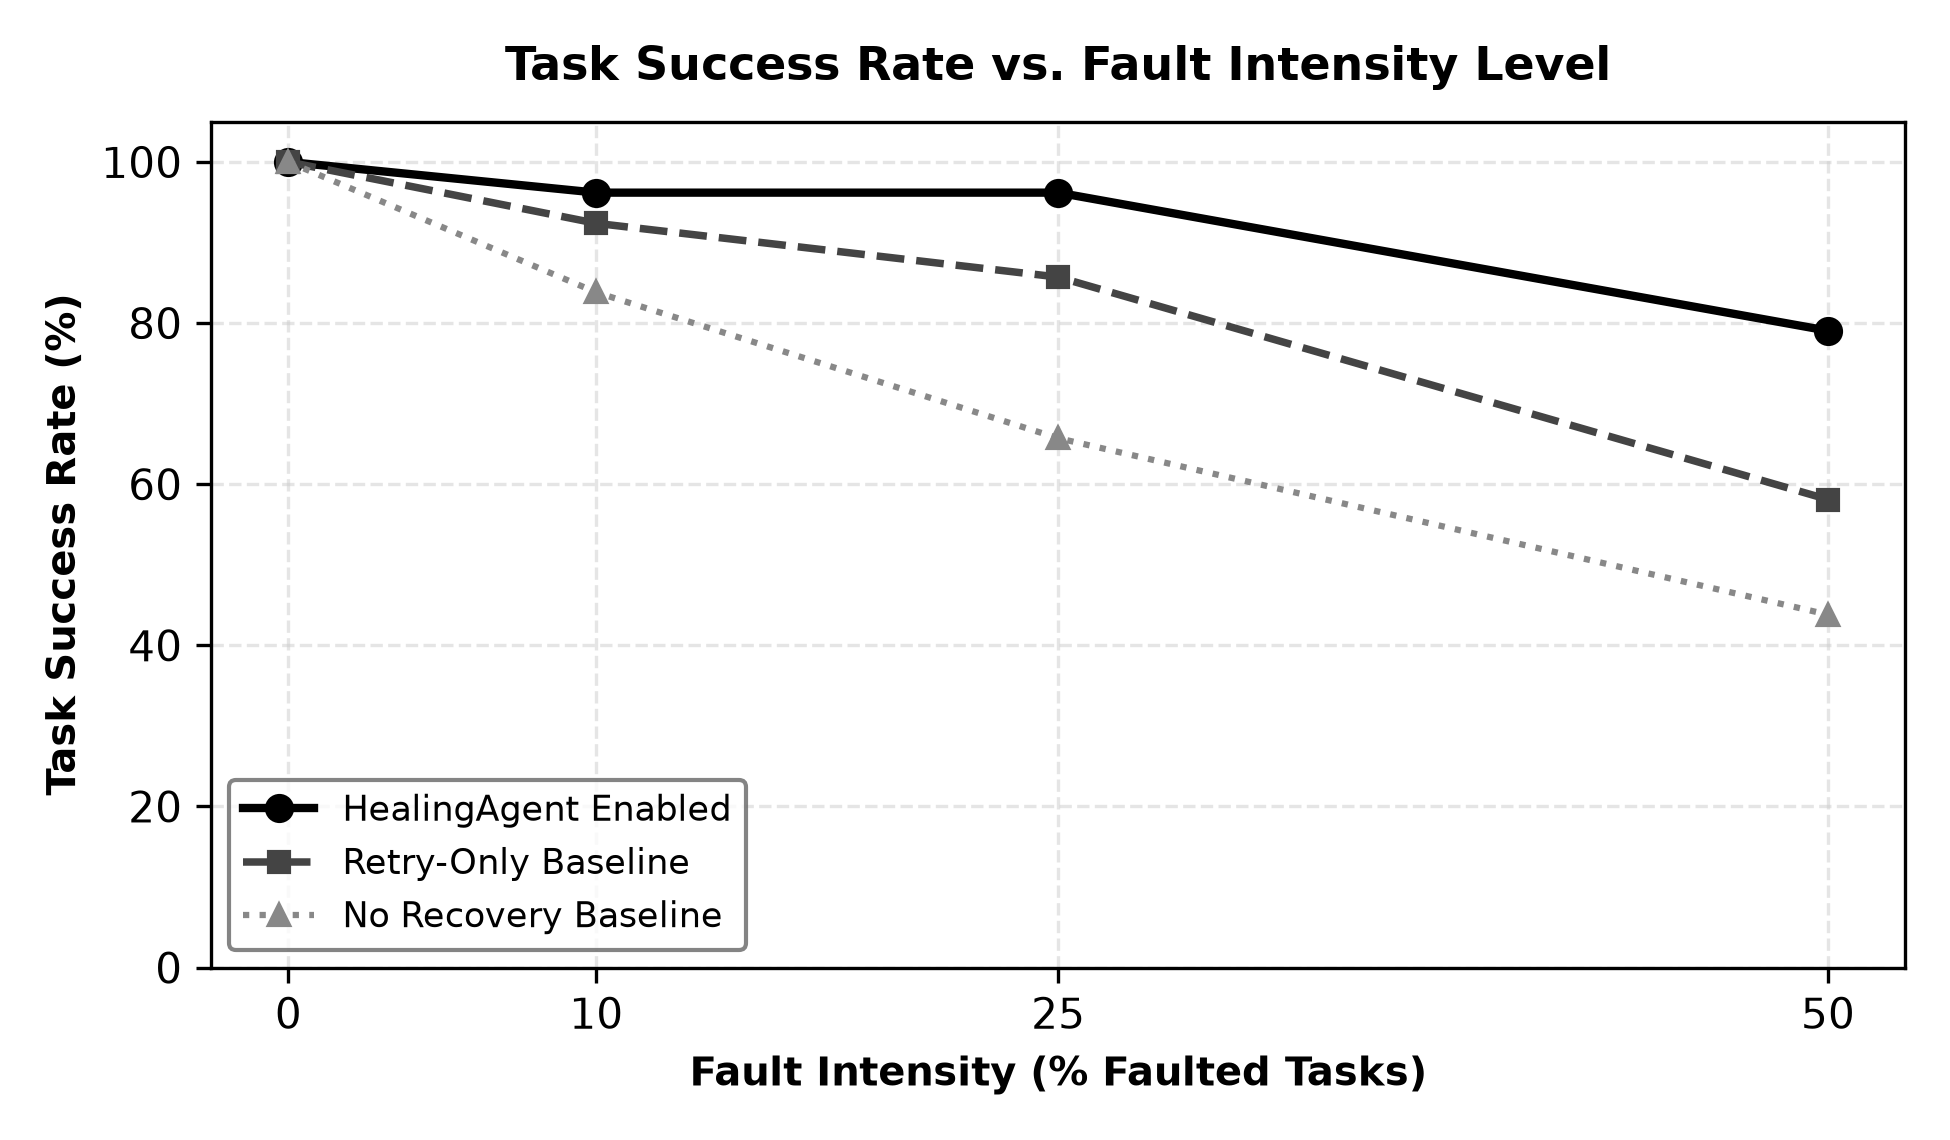 Task Success Rate vs. Fault Intensity Level
Task Success Rate (%)
100
80
60
40
20
0
HealingAgent Enabled
Retry-Only Baseline
No Recovery Baseline
0 10 25 50
Fault Intensity (% Faulted Tasks)